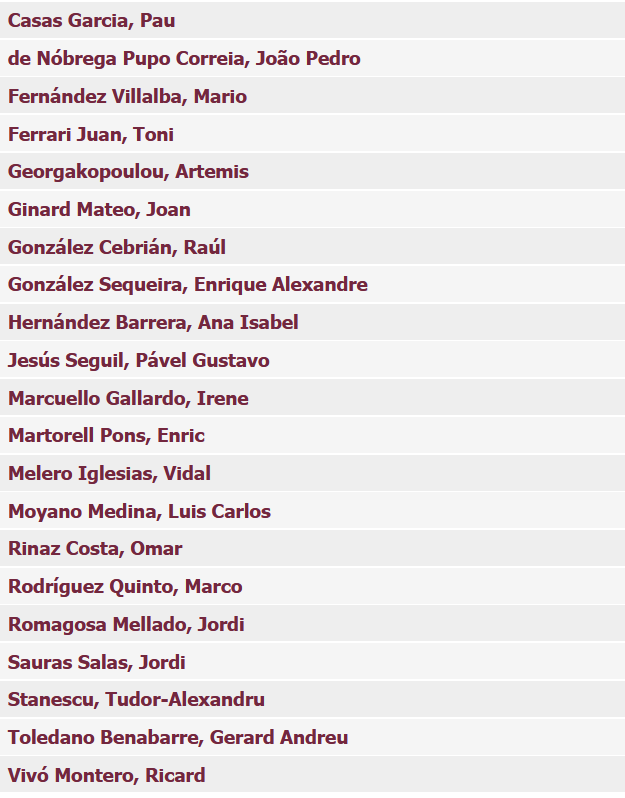 Casas Garcia, Pau
de Nóbrega Pupo Correia, João Pedro
Fernández Villalba, Mario
Ferrari Juan, Toni
Georgakopoulou, Artemis
Ginard Mateo, Joan
González Cebrián, Raúl
González Sequeira, Enrique Alexandre
Hernández Barrera, Ana Isabel
Jesús Seguil, Pável Gustavo
Marcuello Gallardo, Irene
Martorell Pons, Enric
Melero Iglesias, Vidal
Moyano Medina, Luis Carlos
Rinaz Costa, Omar
Rodríguez Quinto, Marco
Romagosa Mellado, Jordi
Sauras Salas, Jordi
Stanescu, Tudor-Alexandru
Toledano Benabarre, Gerard Andreu
Vivó Montero, Ricard